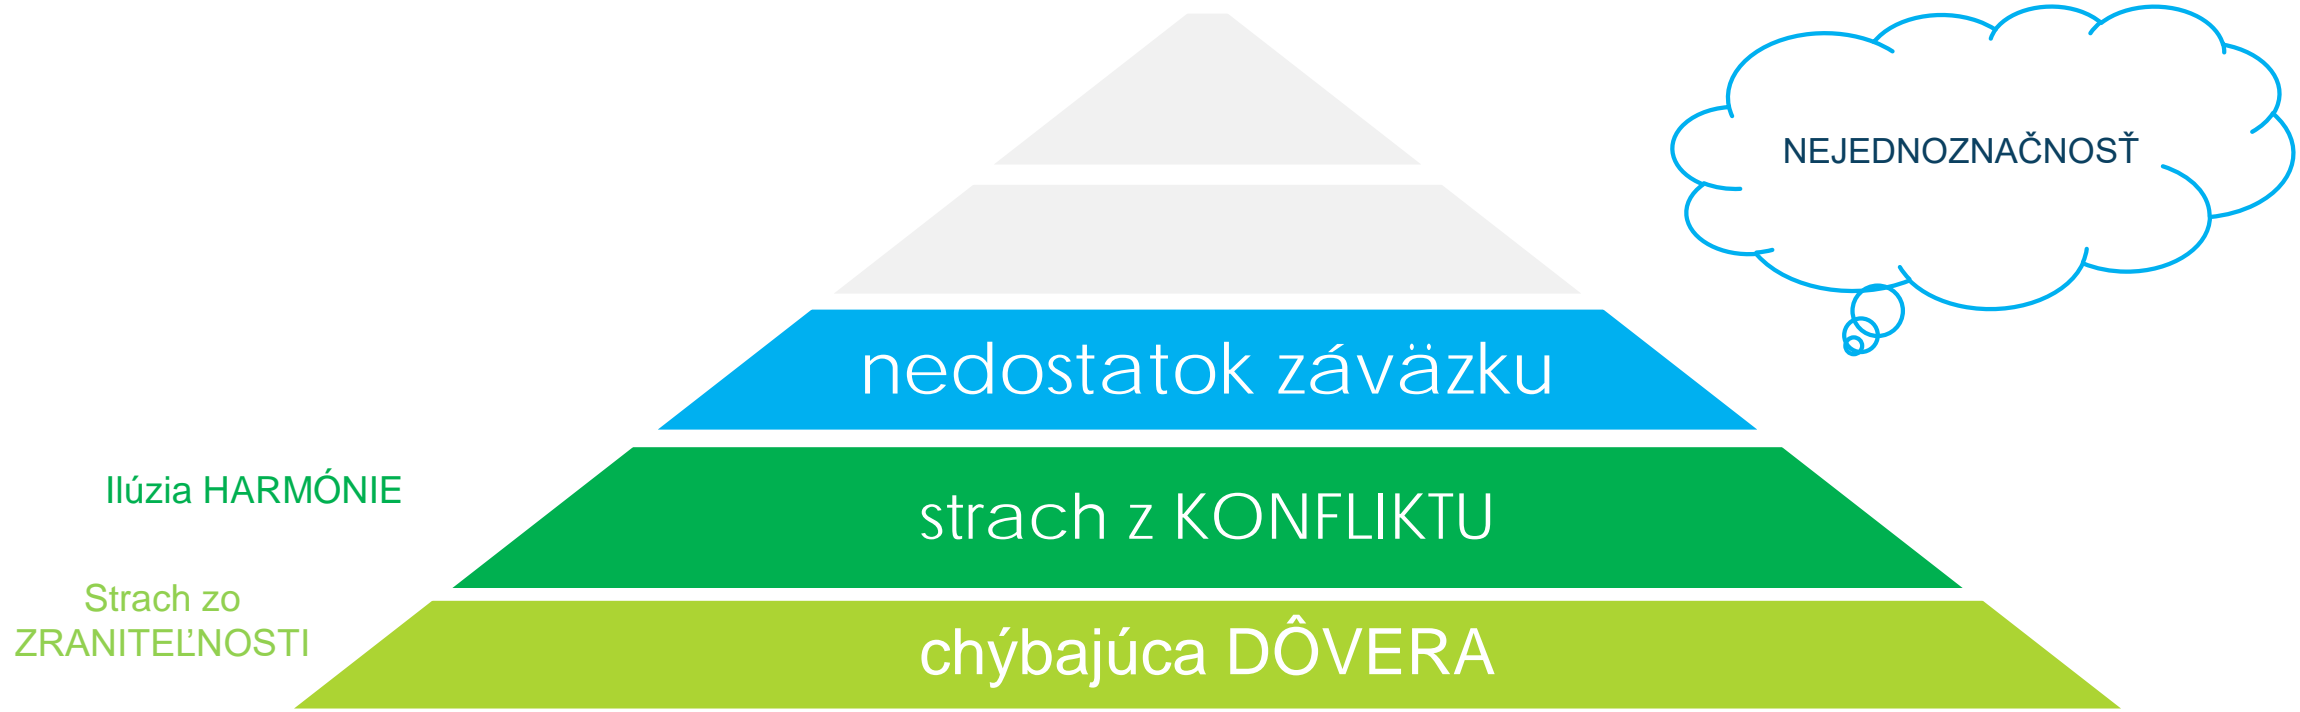 NEJEDNOZNAČNOSŤ
nedostatok záväzku
Ilúzia HARMÓNIE
strach z KONFLIKTU
Strach zo
ZRANITEĽNOSTI
chýbajúca DÔVERA